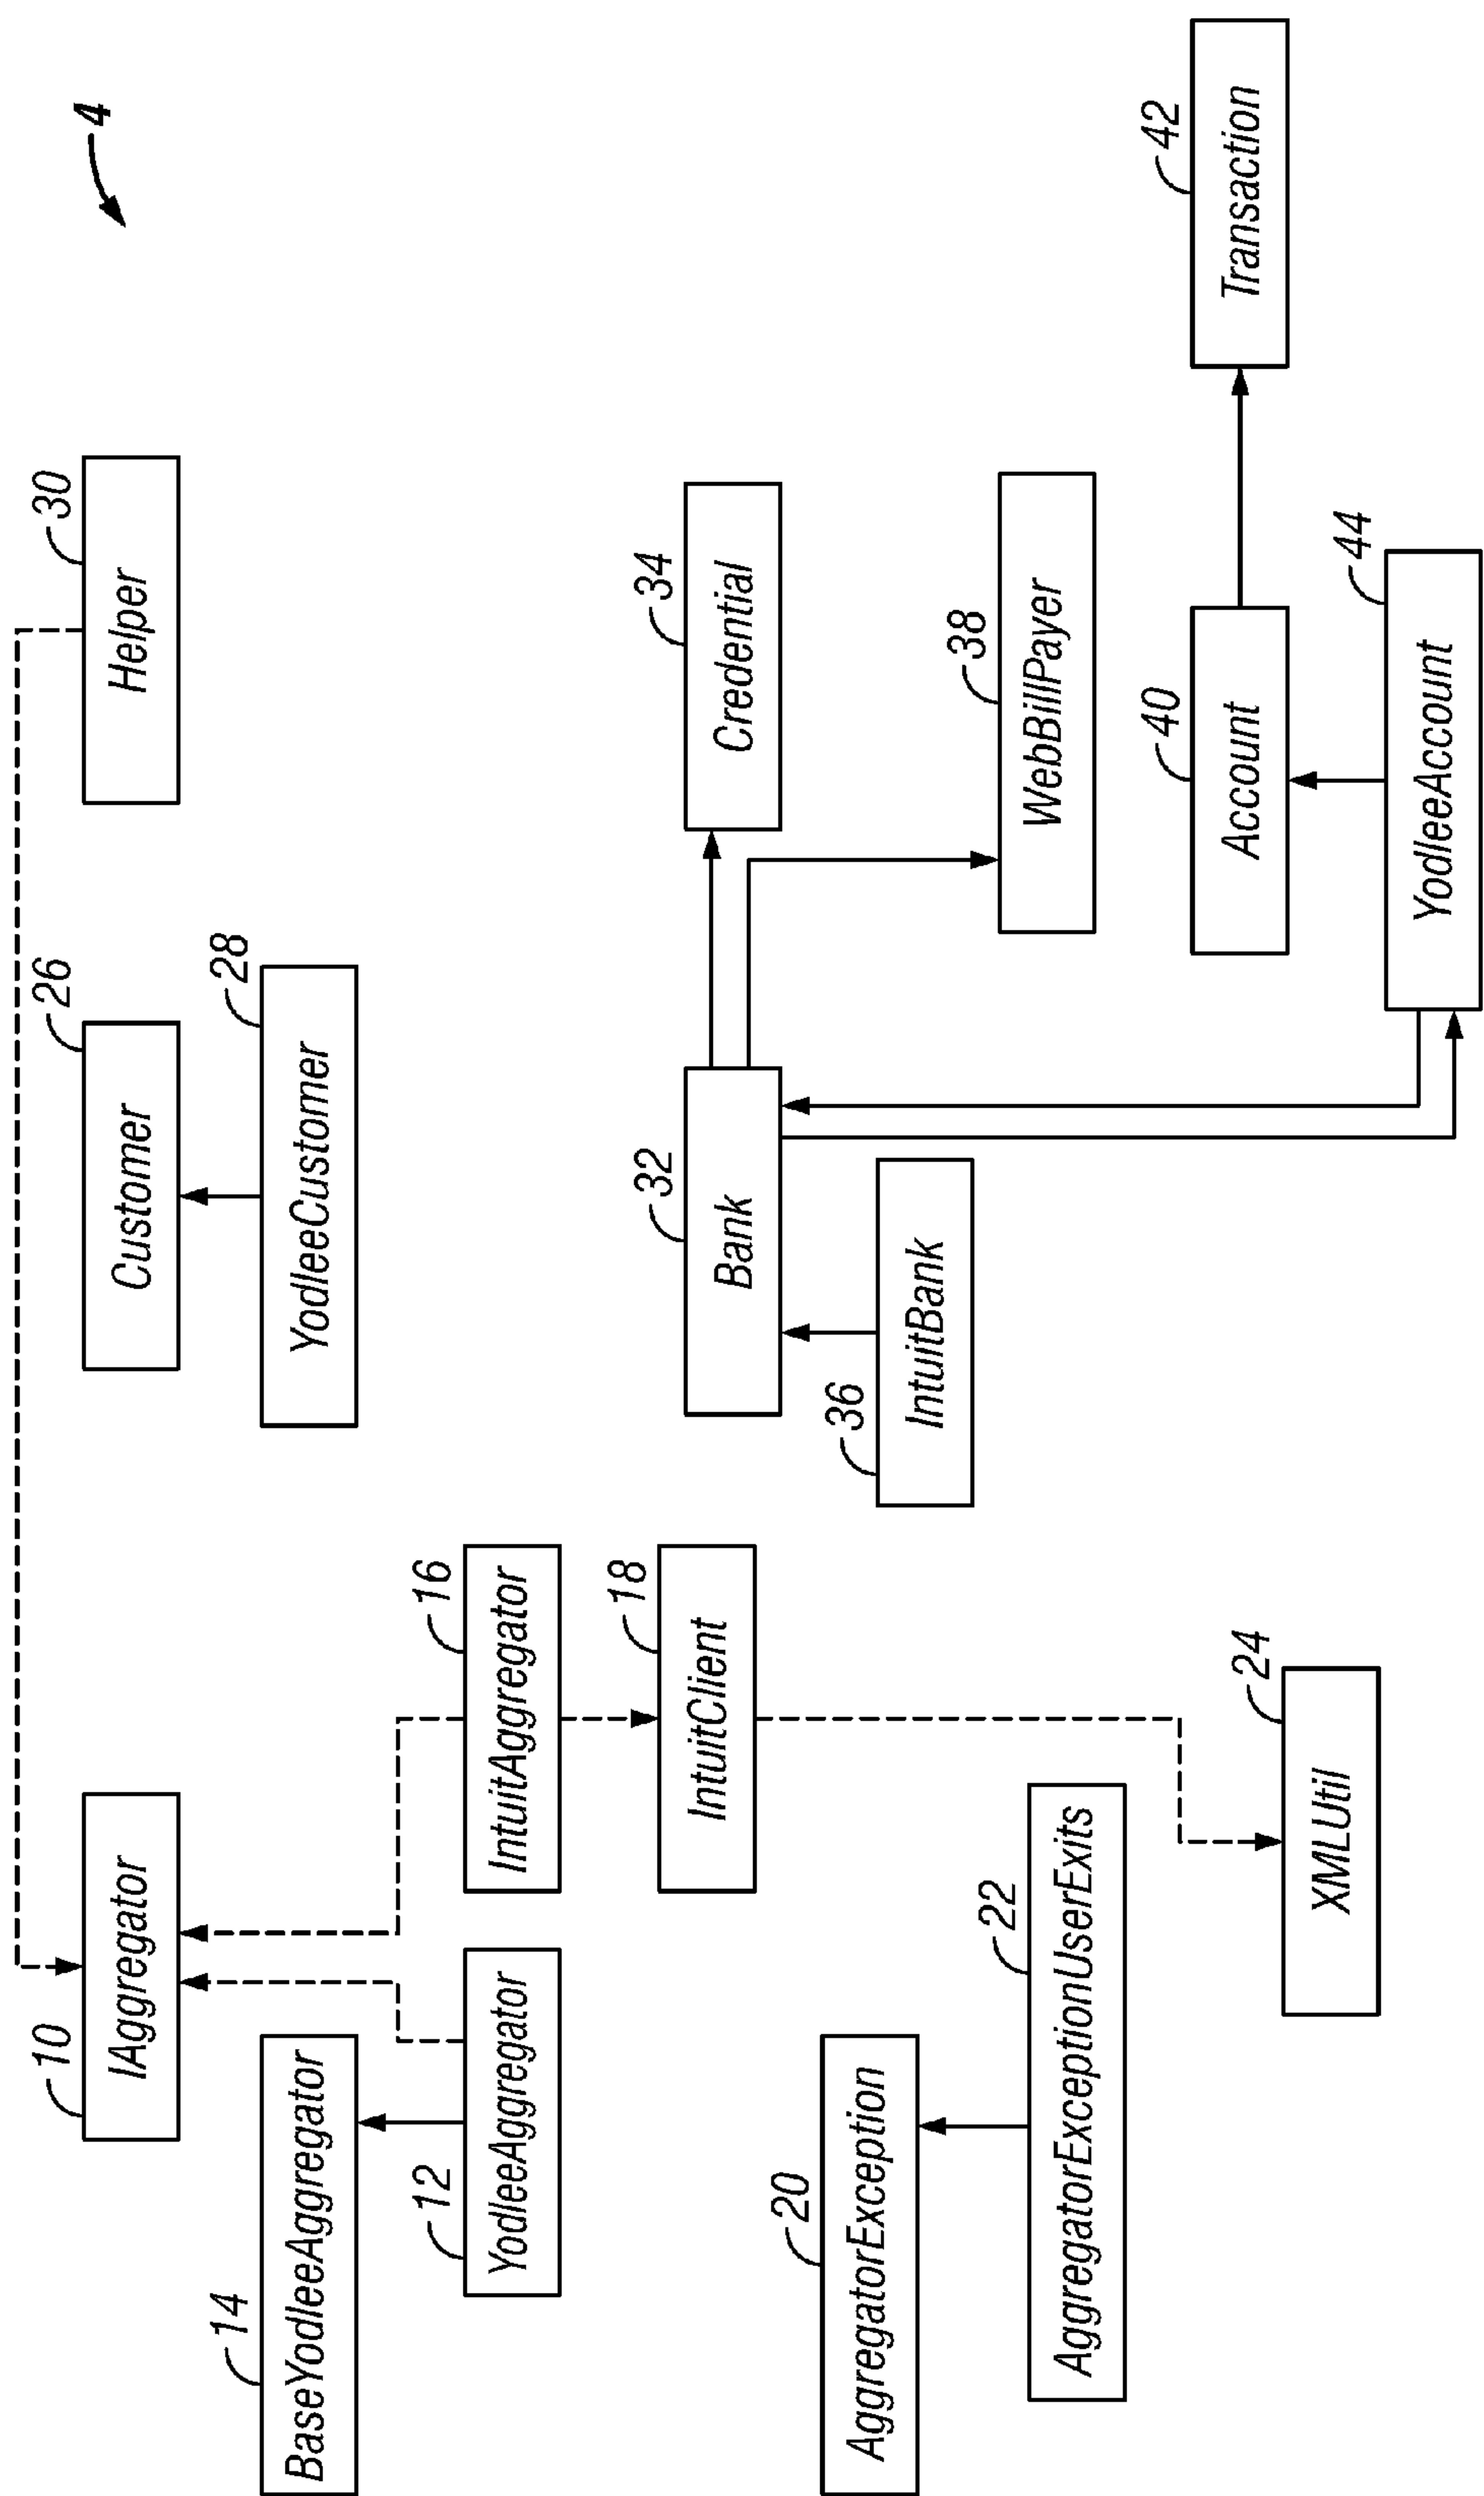 4
10
IAggregator
26
Customer
30
Helper
14
BaseYodleeAggregator
28
YodleeCustomer
12
YodleeAggregator
16
IntuitAggregator
18
IntuitClient
32
Bank
34
Credential
20
AggregatorException
36
IntuitBank
22
AggregatorExceptionUserExits
38
WebBillPayer
24
XMLUtil
40
Account
42
Transaction
44
YodleeAccount